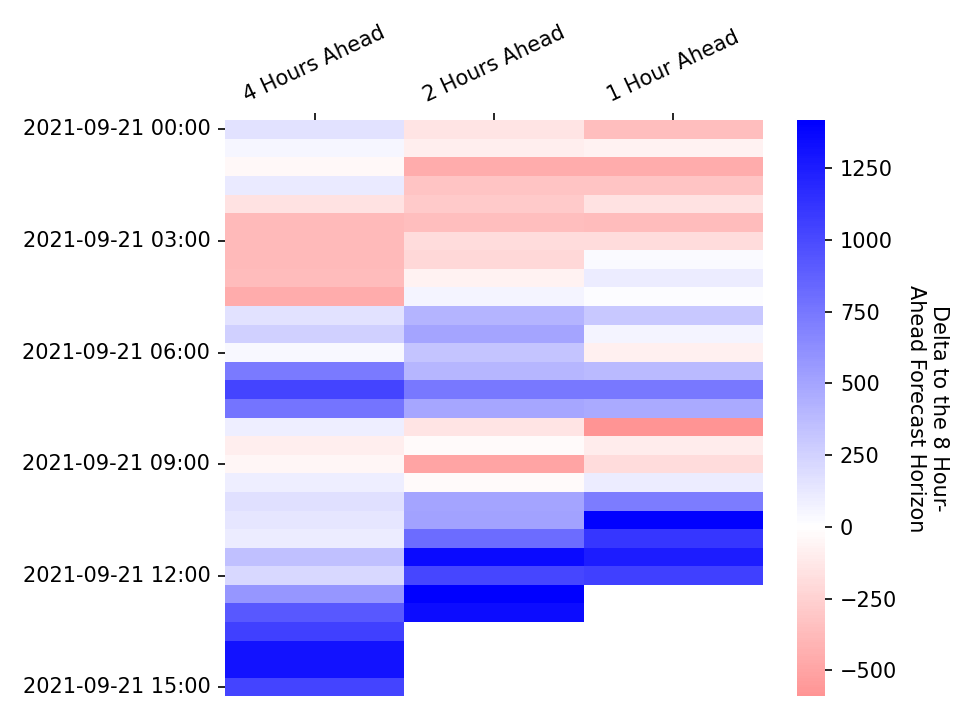 4 Hours Ahead
2 Hours Ahead
1 Hour Ahead
2021-09-21 00:00
2021-09-21 03:00
2021-09-21 06:00
2021-09-21 09:00
2021-09-21 12:00
2021-09-21 15:00
1250
1000
750
500
250
0
−250
−500
Delta to the 8 Hour-
Ahead Forecast Horizon